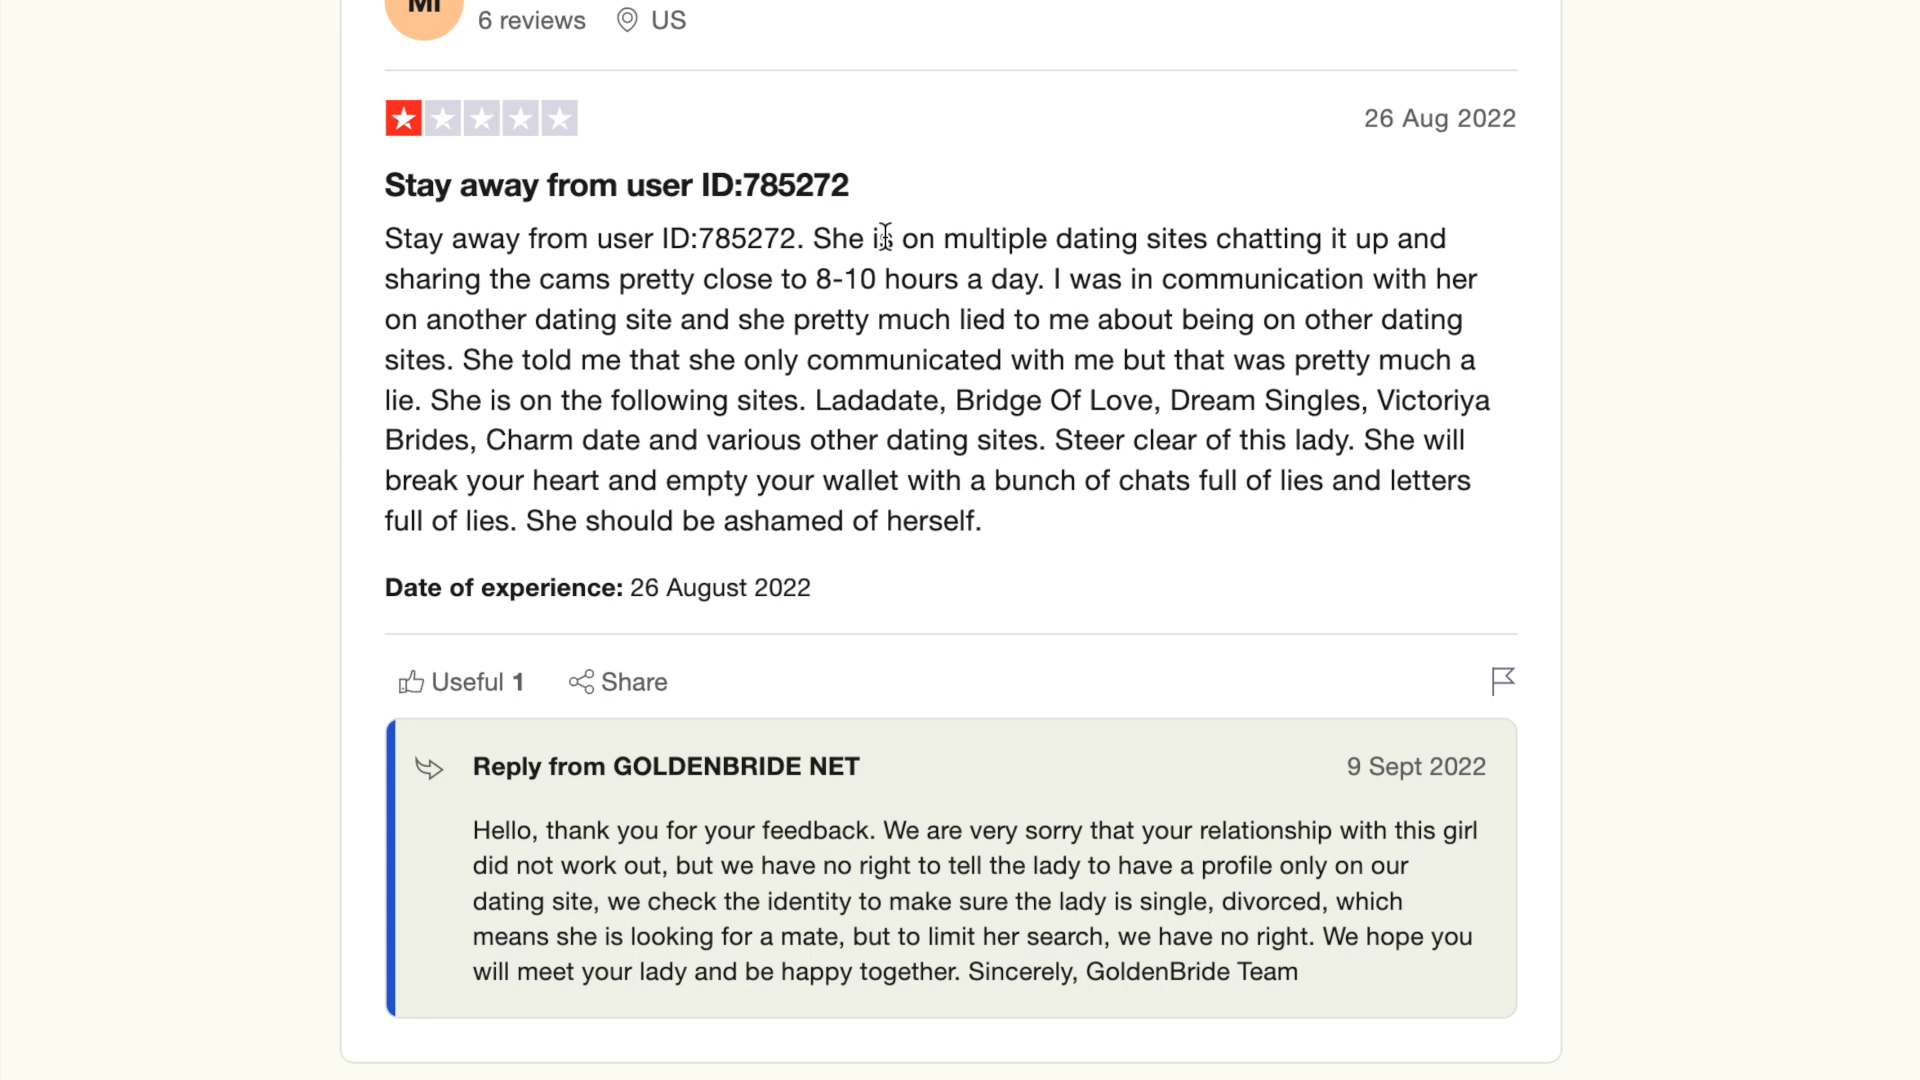 MI
6 reviews US
26 Aug 2022
Stay away from user ID:785272
Stay away from user ID:785272. She is on multiple dating sites chatting it up and
sharing the cams pretty close to 8-10 hours a day. I was in communication with her
on another dating site and she pretty much lied to me about being on other dating
sites. She told me that she only communicated with me but that was pretty much a
lie. She is on the following sites. Ladadate, Bridge Of Love, Dream Singles, Victoriya
Brides, Charm date and various other dating sites. Steer clear of this lady. She will
break your heart and empty your wallet with a bunch of chats full of lies and letters
full of lies. She should be ashamed of herself.
Date of experience: 26 August 2022
Useful 1 Share
Reply from GOLDENBRIDE NET 9 Sept 2022
Hello, thank you for your feedback. We are very sorry that your relationship with this girl
did not work out, but we have no right to tell the lady to have a profile only on our
dating site, we check the identity to make sure the lady is single, divorced, which
means she is looking for a mate, but to limit her search, we have no right. We hope you
will meet your lady and be happy together. Sincerely, GoldenBride Team